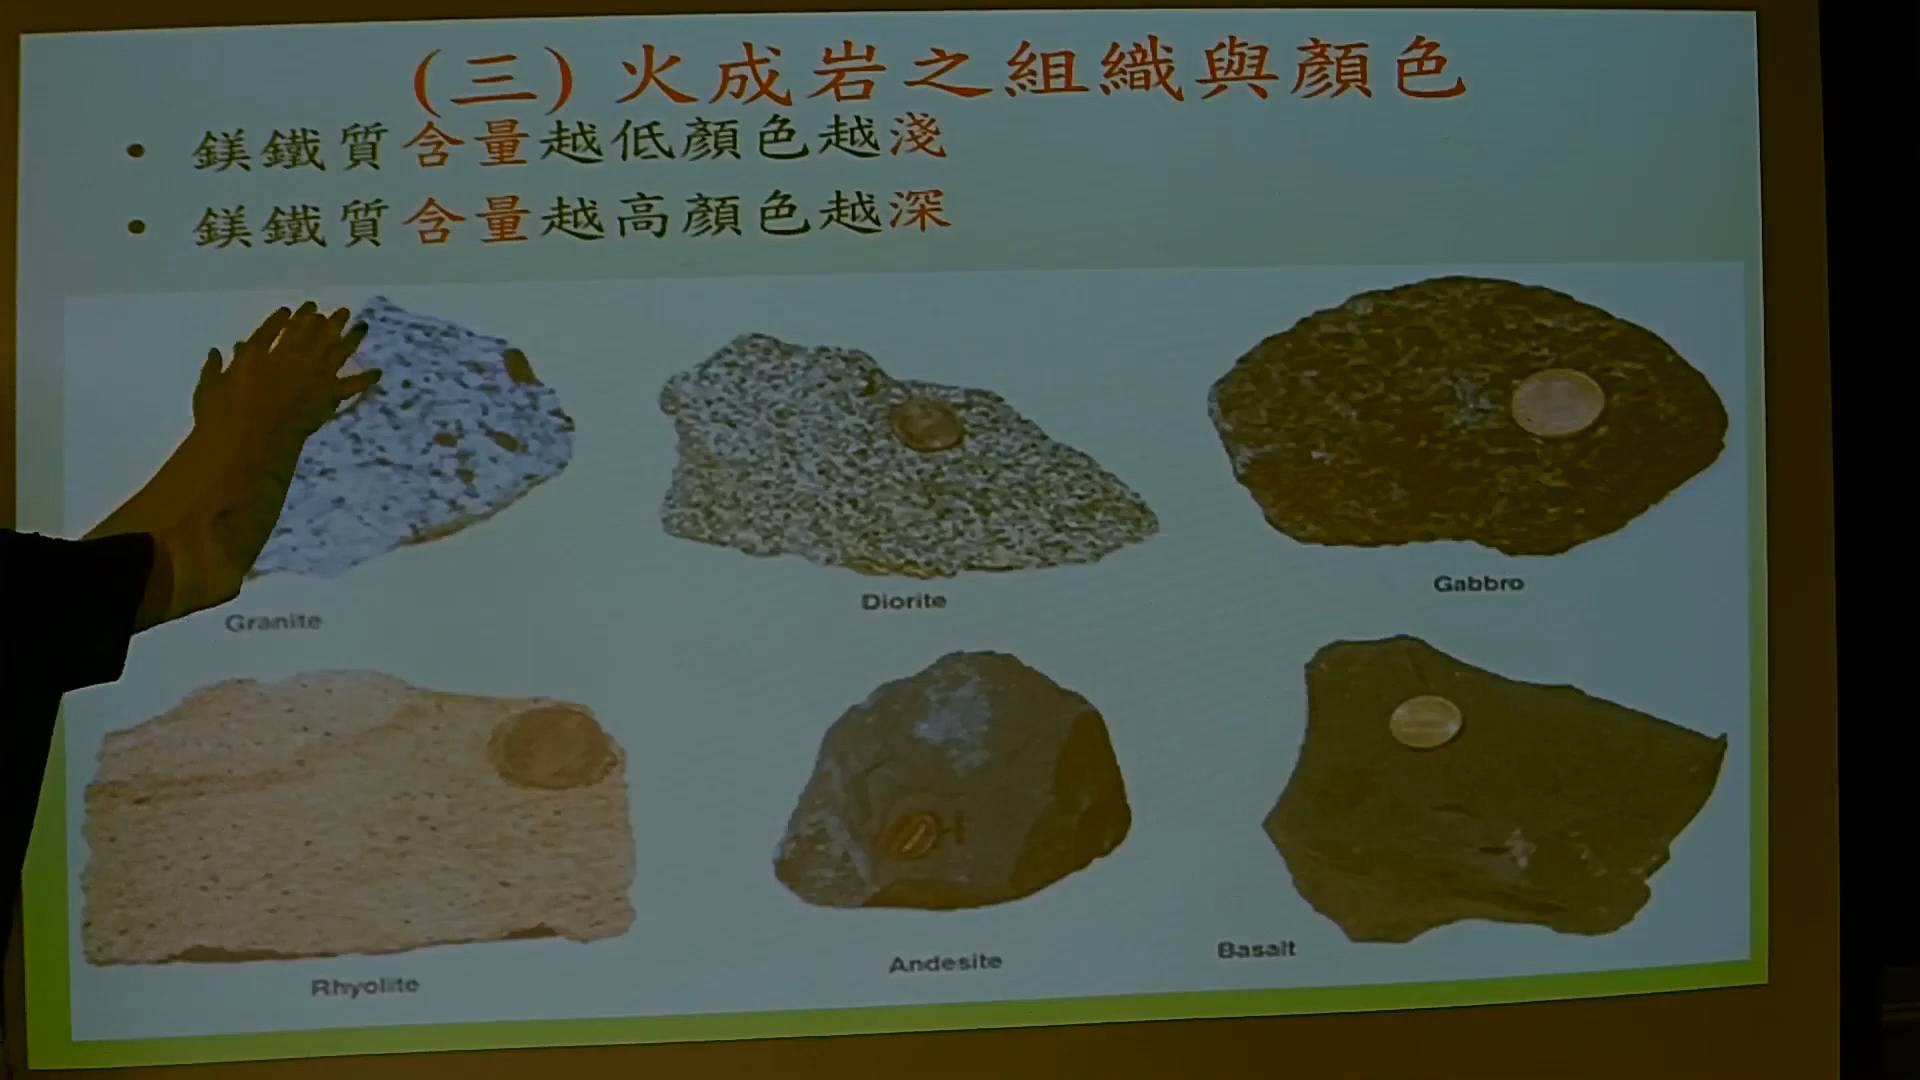 (三) 火成岩之組織與顏色
• 鎂鐵質含量越低顏色越淺
• 鎂鐵質含量越高顏色越深
Granite
Diorite
Gabbro
Rhyolite
Andesite
Basalt